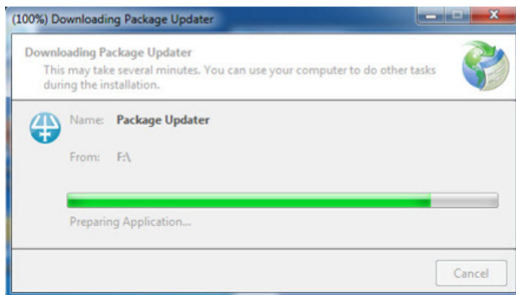 (100%) Downloading Package Updater
Downloading Package Updater
This may take several minutes. You can use your computer to do other tasks
during the installation.
Name: Package Updater
From: F:\
Preparing Application...
Cancel